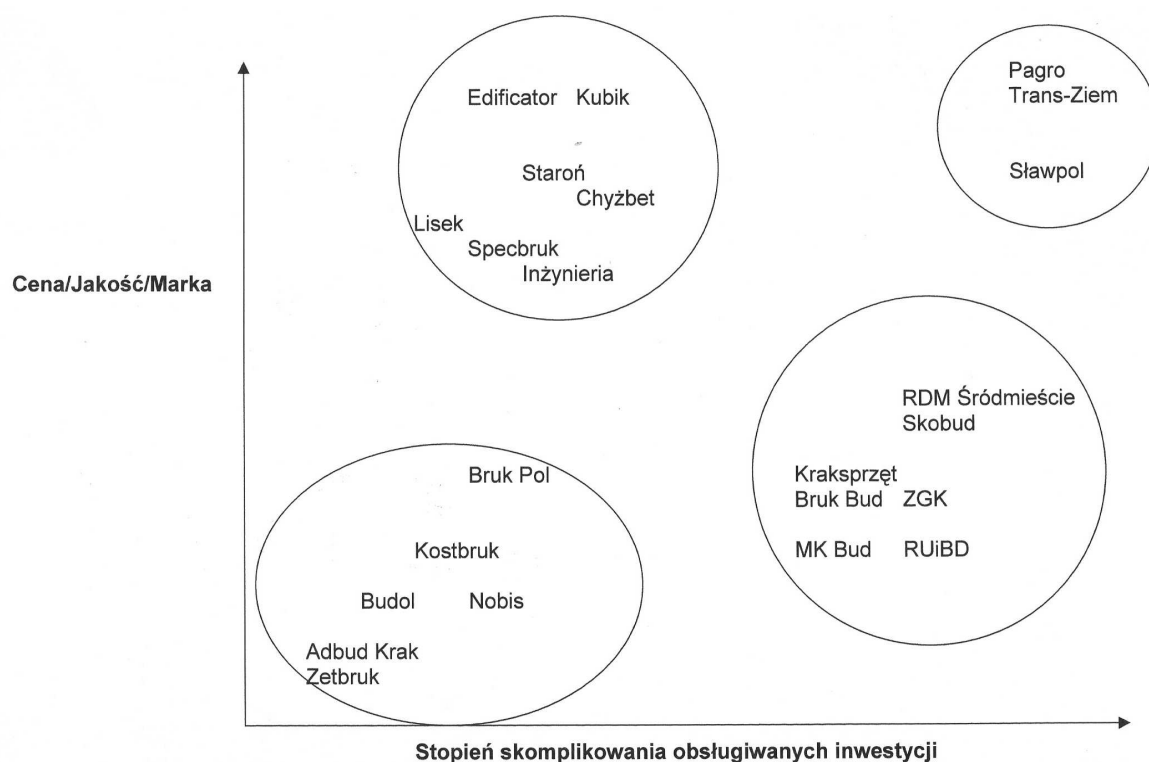 Pagro
Trans-Ziem
Edificator Kubik
Sławpol
Staroń
Chyżbet
Lisek
Specbruk
Inżynieria
Cena/Jakość/Marka
RDM Śródmieście
Skobud
Bruk Pol
Kraksprzęt
Bruk Bud ZGK
Kostbruk
MK Bud RUiBD
Budol Nobis
Adbud Krak
Zetbruk
Stopień skomplikowania obsługiwanych inwestycji